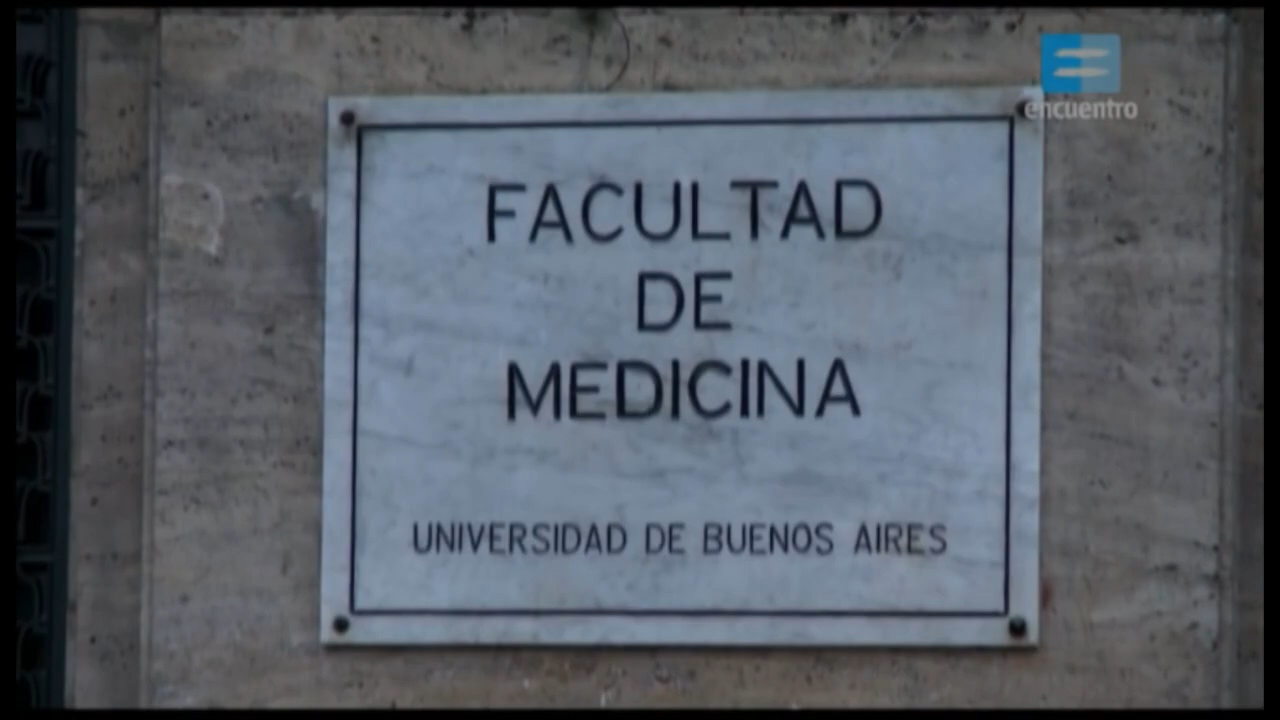 encuentro
FACULTAD
DE
MEDICINA
UNIVERSIDAD DE BUENOS AIRES